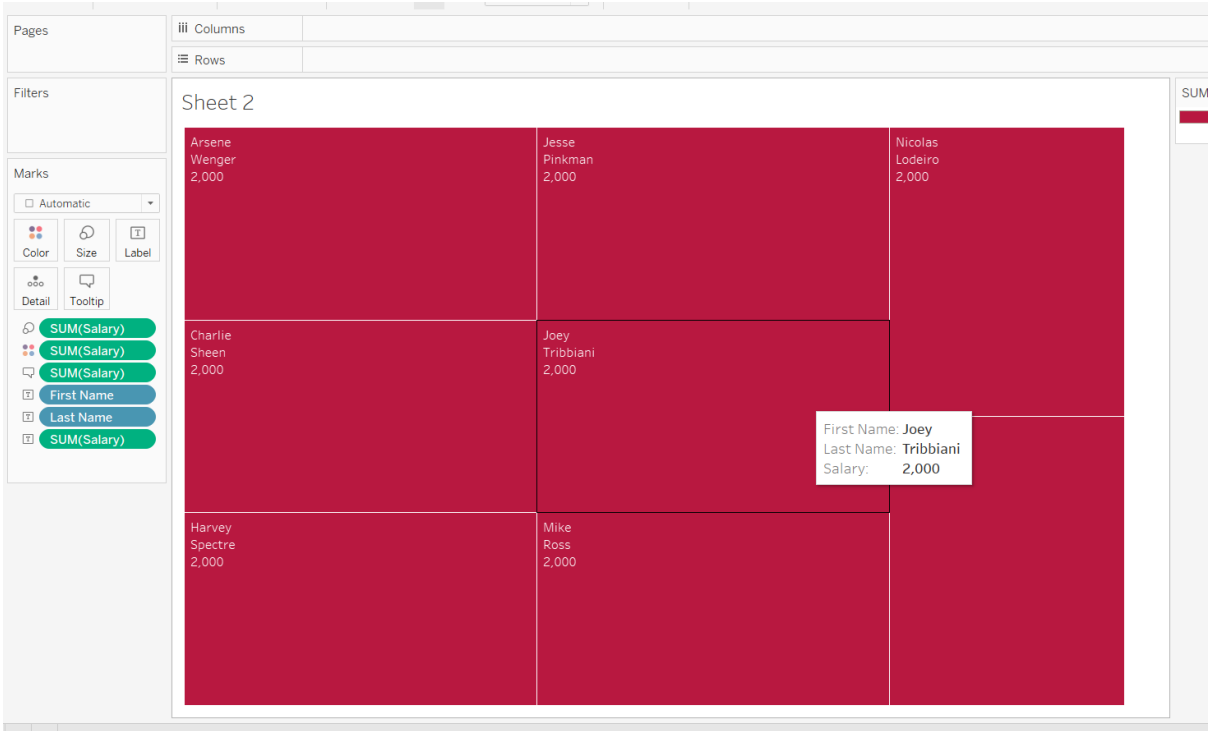 Pages
iii Columns
Rows
Filters
Sheet 2
SUM
Marks
Automatic
Color Size Label
Detail Tooltip
SUM(Salary)
SUM(Salary)
SUM(Salary)
First Name
Last Name
SUM(Salary)
Arsene
Wenger
2,000
Jesse
Pinkman
2,000
Nicolas
Lodeiro
2,000
Charlie
Sheen
2,000
Joey
Tribbiani
2,000
First Name: Joey
Last Name: Tribbiani
Salary: 2,000
Harvey
Spectre
2,000
Mike
Ross
2,000